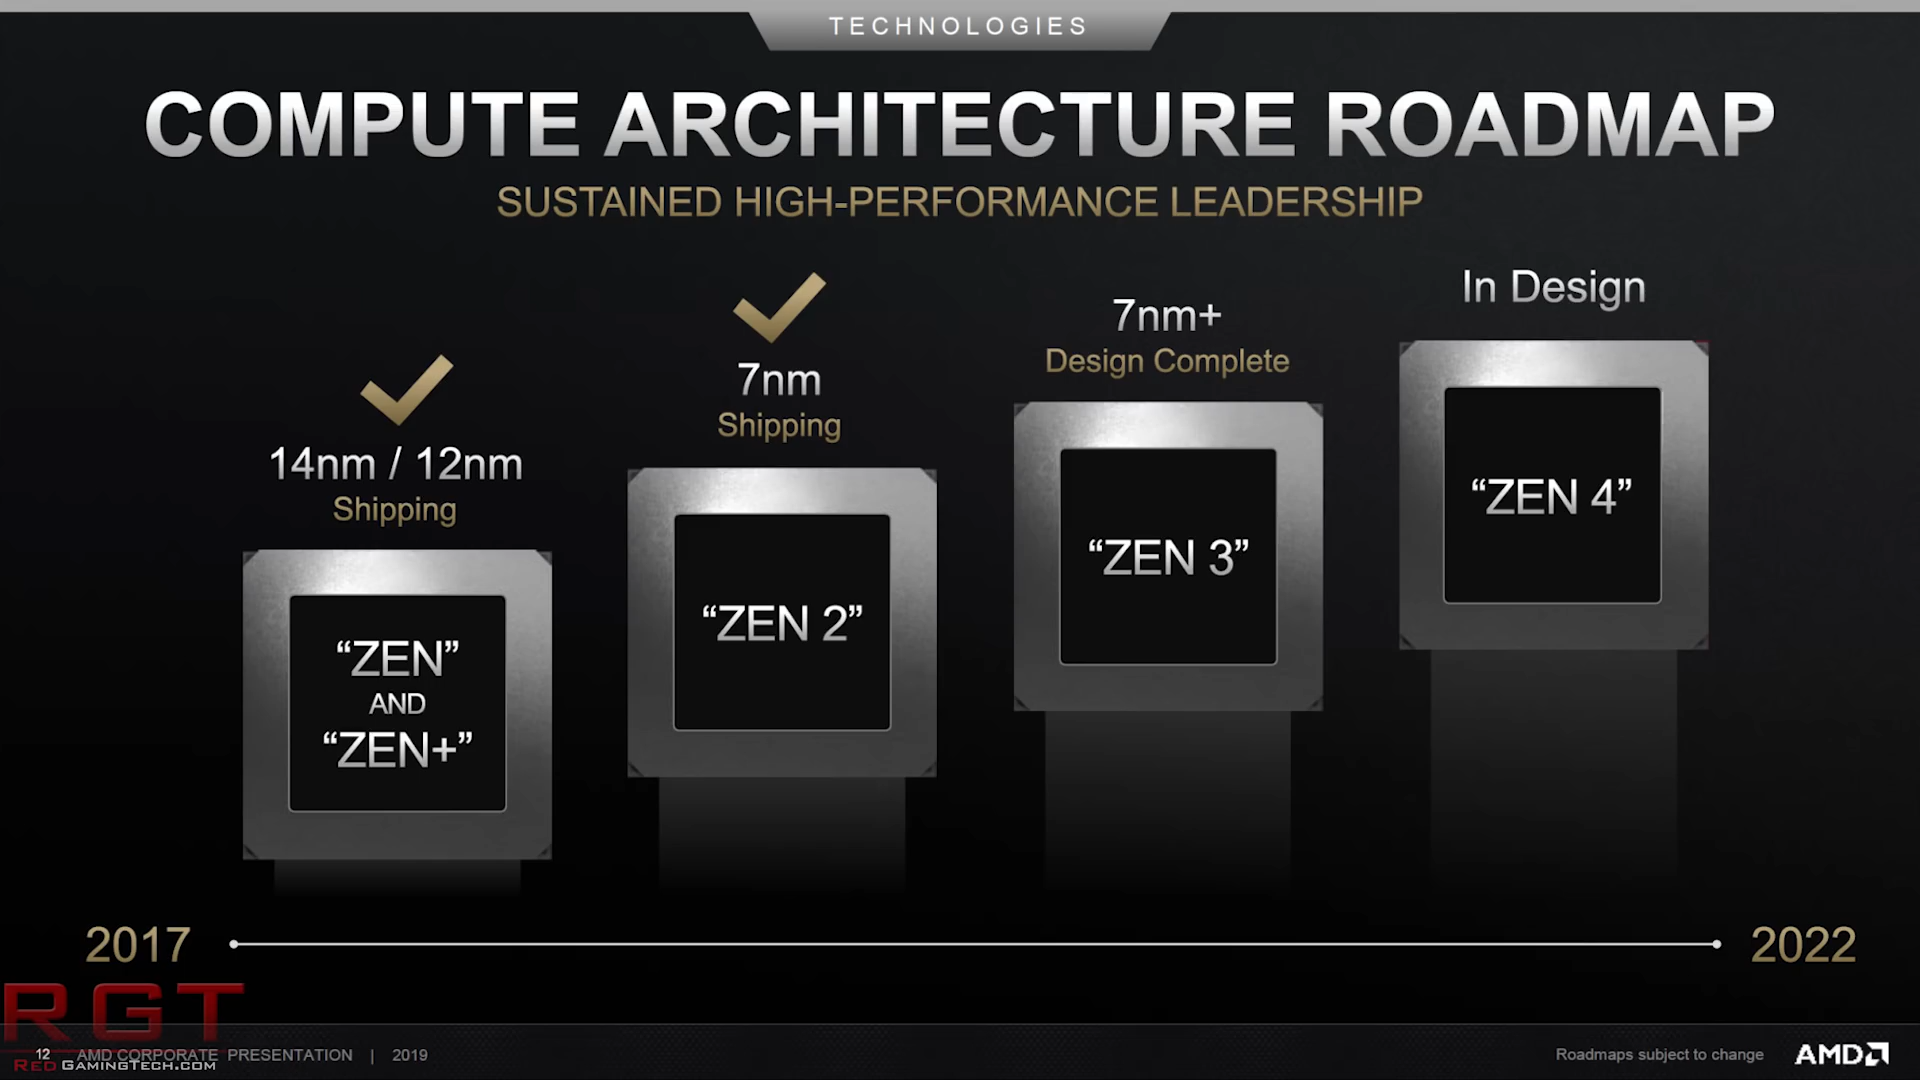 TECHNOLOGIES
COMPUTE ARCHITECTURE ROADMAP
SUSTAINED HIGH-PERFORMANCE LEADERSHIP
14nm / 12nm
Shipping
“ZEN”
AND
“ZEN+”
7nm
Shipping
“ZEN 2”
7nm+
Design Complete
“ZEN 3”
In Design
“ZEN 4”
2017
2022
RGT
RED GAMINGTECH.COM
12 AMD CORPORATE PRESENTATION | 2019
Roadmaps subject to change
AMD